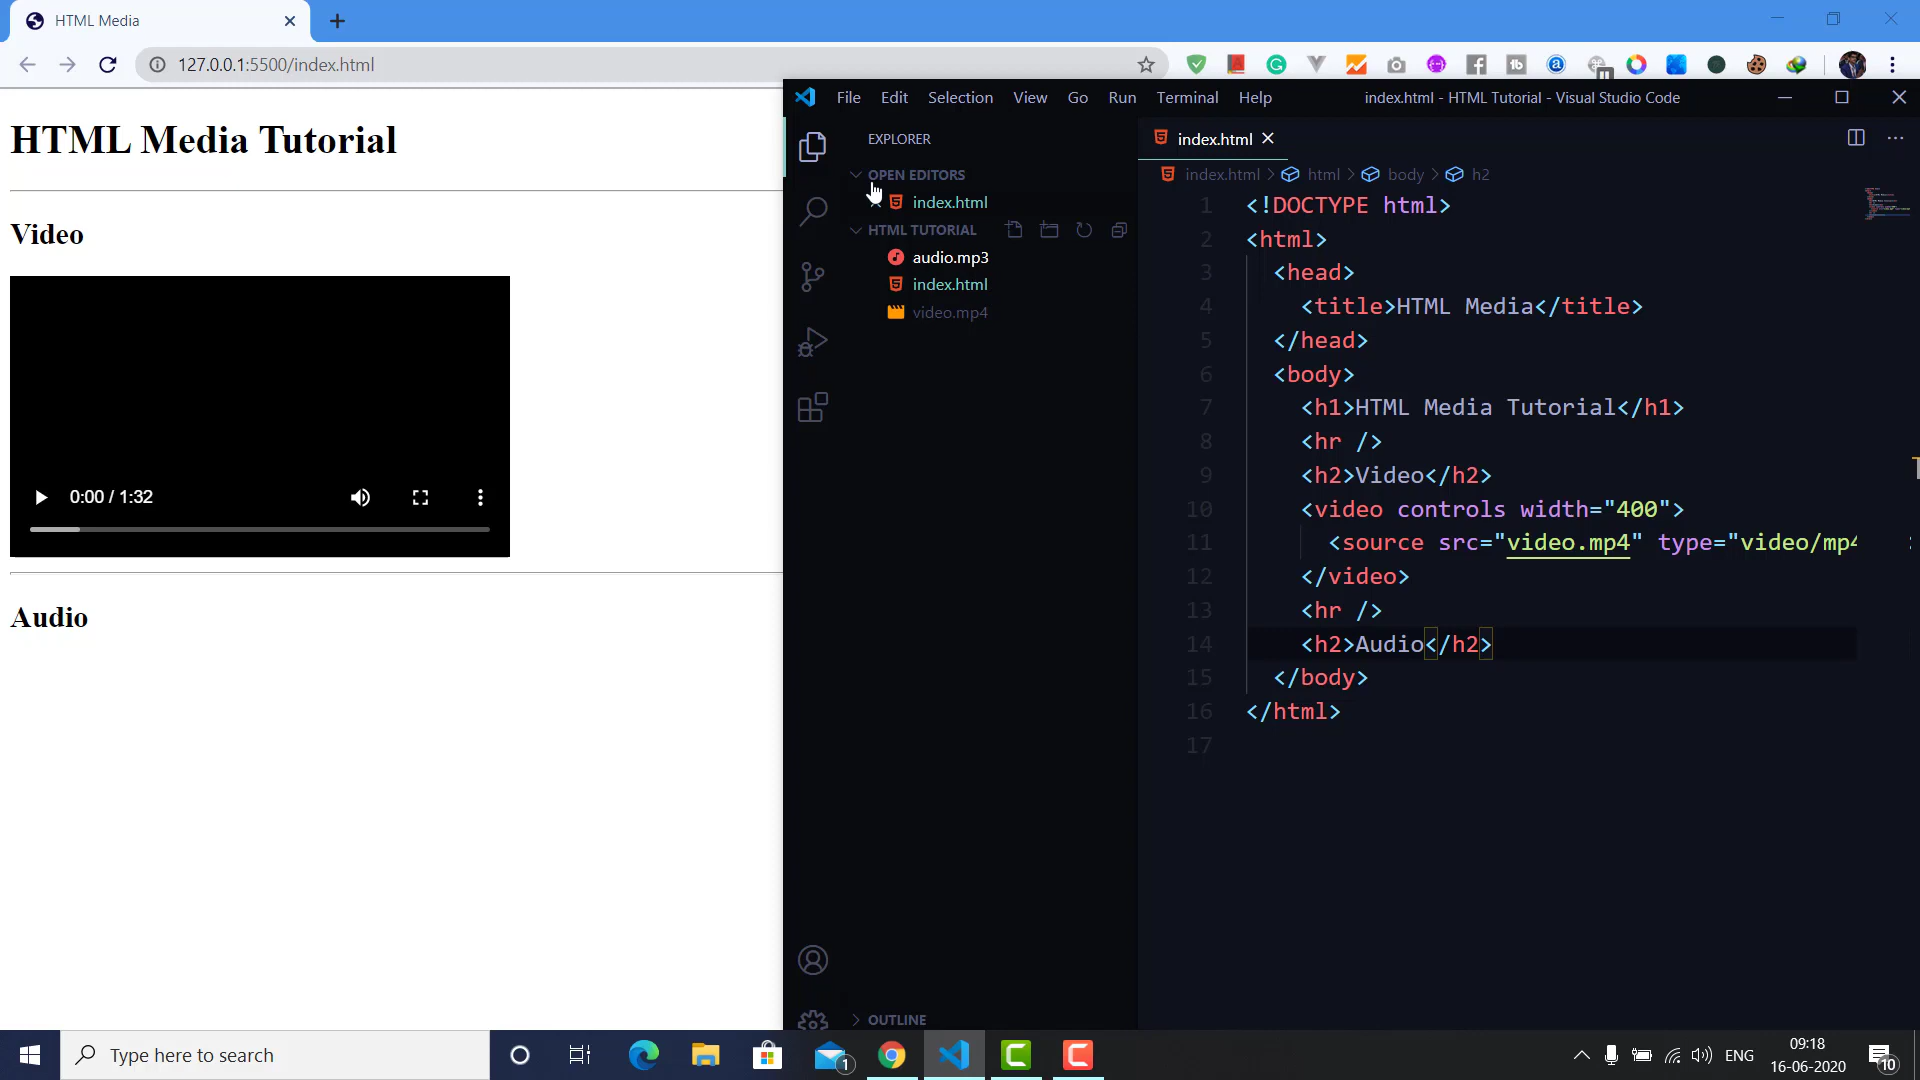 HTML Media
127.0.0.1:5500/index.html
HTML Media Tutorial
Video
0:00 / 1:32
Audio
File Edit Selection View Go Run Terminal Help
index.html - HTML Tutorial - Visual Studio Code
EXPLORER
OPEN EDITORS
index.html
HTML TUTORIAL
audio.mp3
index.html
video.mp4
OUTLINE
index.html
index.html > html > body > h2
1 <!DOCTYPE html>
2 <html>
3 <head>
4 <title>HTML Media</title>
5 </head>
6 <body>
7 <h1>HTML Media Tutorial</h1>
8 <hr />
9 <h2>Video</h2>
10 <video controls width="400">
11 <source src="video.mp4" type="video/mp4
12 </video>
13 <hr />
14 <h2>Audio</h2>
15 </body>
16 </html>
17
Type here to search
1
ENG
09:18
16-06-2020
10